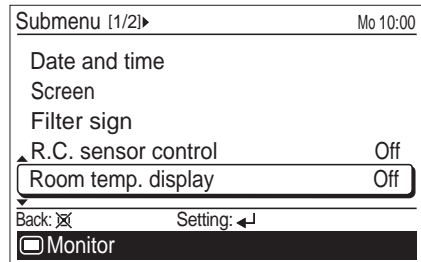 Submenu [1/2] Mo 10:00
Date and time
Screen
Filter sign
R.C. sensor control Off
Room temp. display Off
Back: Setting:
Monitor